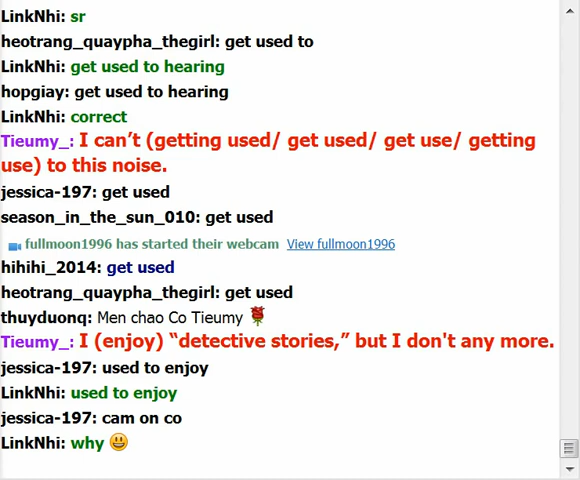 LinkNhi: sr
heotrang_quaypha_thegirl: get used to
LinkNhi: get used to hearing
hopgiay: get used to hearing
LinkNhi: correct
Tieumy_: I can't (getting used/ get used/ get use/ getting
use) to this noise.
jessica-197: get used
season_in_the_sun_010: get used
fullmoon1996 has started their webcam View fullmoon1996
hihihi_2014: get used
heotrang_quaypha_thegirl: get used
thuyduonq: Men chao Co Tieumy
Tieumy_: I (enjoy) “detective stories,” but I don't any more.
jessica-197: used to enjoy
LinkNhi: used to enjoy
jessica-197: cam on co
LinkNhi: why